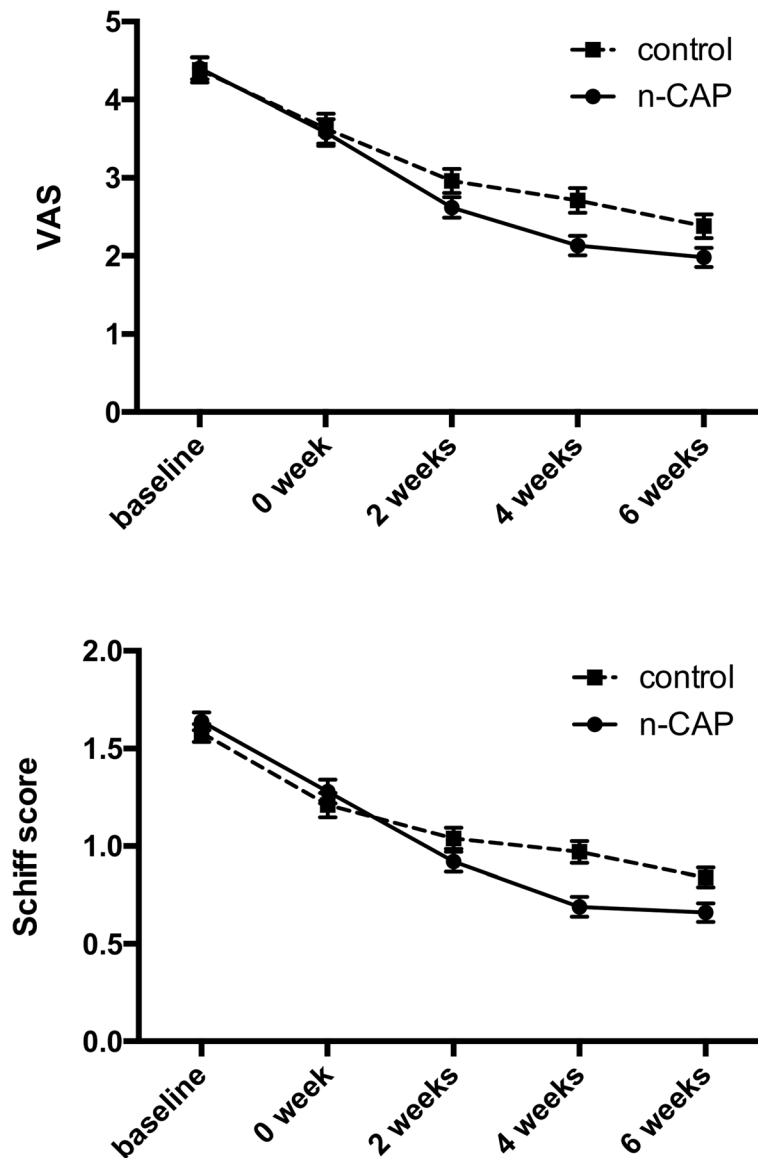 5
4
3
2
1
0
VAS
control
n-CAP
baseline
0 week
2 weeks
4 weeks
6 weeks
2.0
1.5
1.0
0.5
0.0
Schiff score
control
n-CAP
baseline
0 week
2 weeks
4 weeks
6 weeks